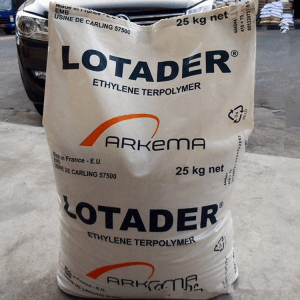 EMB
USINE DE CARLING 57500
25 kg net
LOTADER®
ETHYLENE TERPOLYMER
ARKEMA
Made in France - E.U
25 kg net
USINE DE CARLING 57500
LOTADER®
ETHYLENE TERPOLYMER
ARKEMA